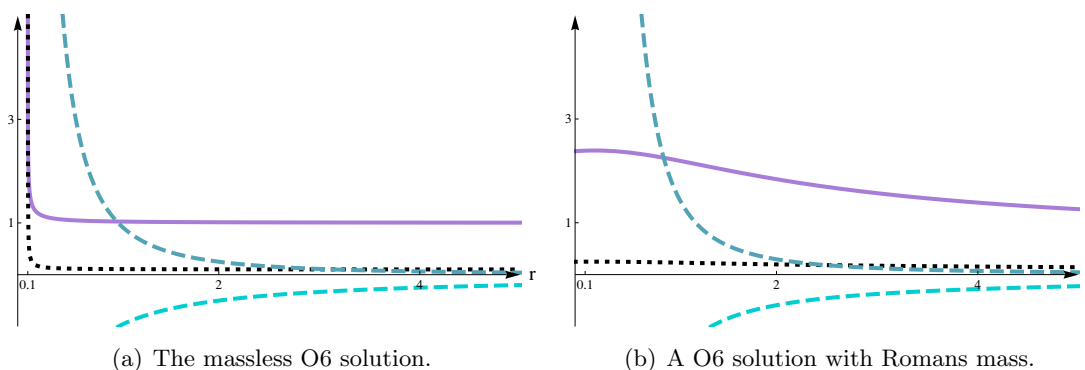 3
1
0.1 2 4 r
3
1
0.1 2 4
(a) The massless O6 solution.
(b) A O6 solution with Romans mass.